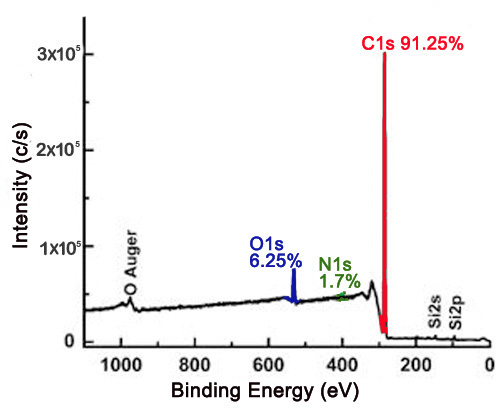 C1s 91.25%
3x10⁵
2x10⁵
1x10⁵
0
Intensity (c/s)
O Auger
O1s
6.25%
N1s
1.7%
Si2s
Si2p
1000
800
600
400
200
0
Binding Energy (eV)